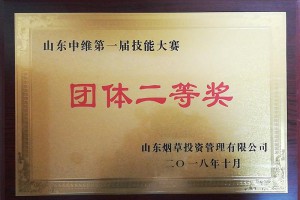 山东中维第一届技能大赛
团体二等奖
山东烟草投资管理有限公司
二〇一八年十月